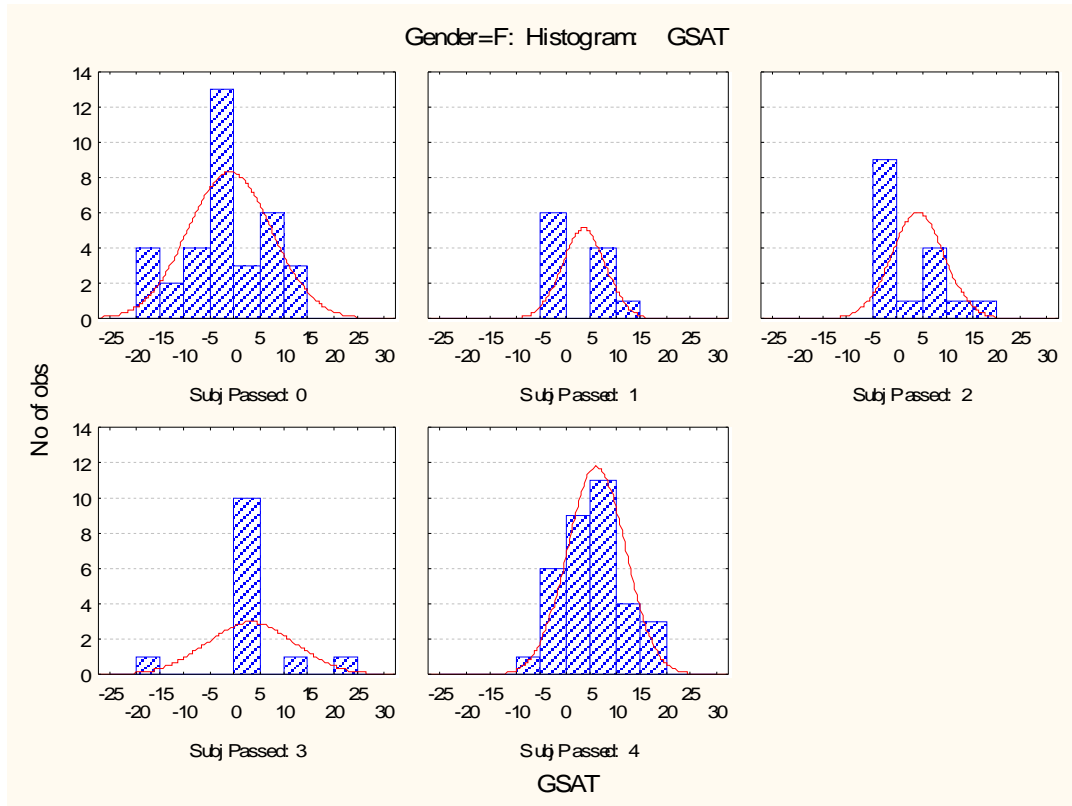 Gender=F: Histogram: GSAT
14
12
10
8
6
4
2
0
-25 -15 -5 5 15 25
-20 -10 0 10 20 30
Subj Passed: 0
-25 -15 -5 5 15 25
-20 -10 0 10 20 30
Subj Passed: 1
-25 -15 -5 5 15 25
-20 -10 0 10 20 30
Subj Passed: 2
No of obs
14
12
10
8
6
4
2
0
-25 -15 -5 5 15 25
-20 -10 0 10 20 30
Subj Passed: 3
-25 -15 -5 5 15 25
-20 -10 0 10 20 30
Subj Passed: 4
GSAT